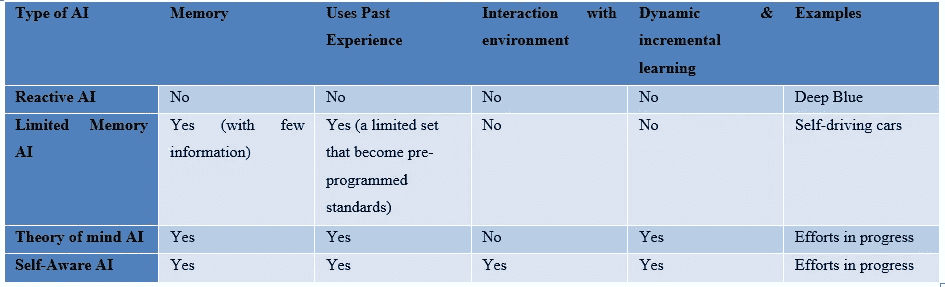 Type of AI Memory Uses Past Interaction with Dynamic & Examples
Experience environment incremental
learning
Reactive AI No No No No Deep Blue
Limited Memory Yes (with few Yes (a limited set No No Self-driving cars
AI information) that become pre-
programmed
standards)
Theory of mind AI Yes Yes No Yes Efforts in progress
Self-Aware AI Yes Yes Yes Yes Efforts in progress